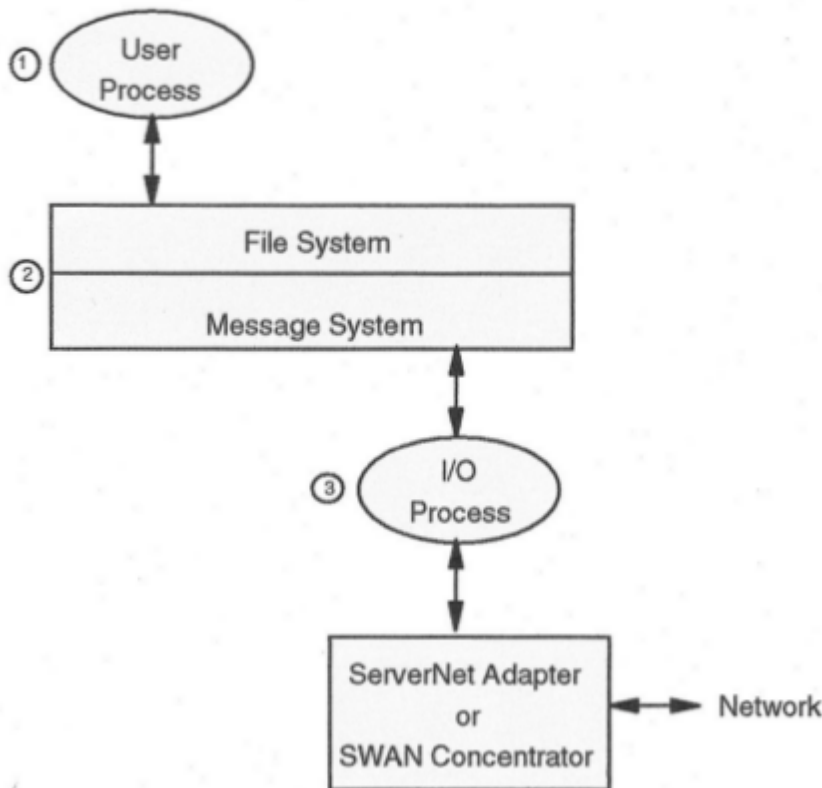 1
User
Process
File System
2
Message System
I/O
3
Process
ServerNet Adapter
or
Network
SWAN Concentrator